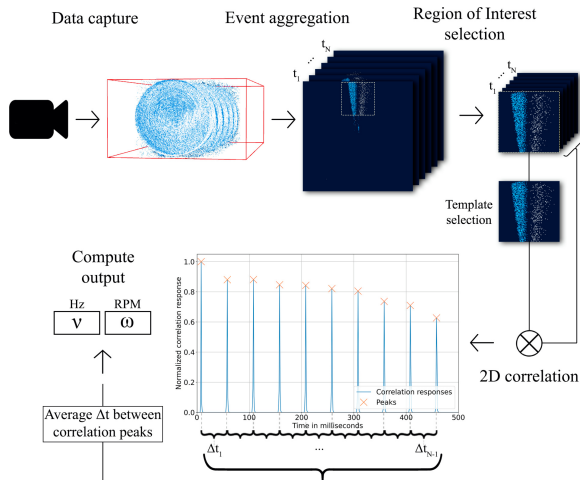 Data capture
Event aggregation
Region of Interest
selection
t1
...
tN
t1
...
tN
Template
selection
Compute
output
Hz
RPM
ν
ω
Normalized correlation response
1.0
0.8
0.6
0.4
0.2
0.0
Correlation responses
Peaks
0
100
200
300
400
500
Time in milliseconds
2D correlation
Average Δt between
correlation peaks
Δt1
...
ΔtN-1